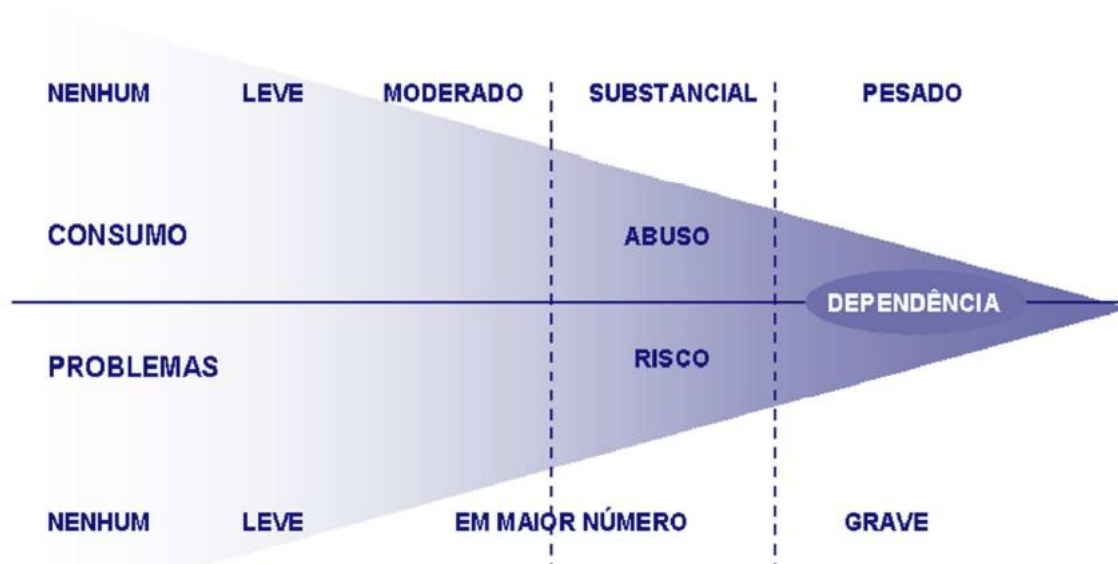 NENHUM LEVE MODERADO SUBSTANCIAL PESADO
CONSUMO ABUSO
DEPENDÊNCIA
PROBLEMAS RISCO
NENHUM LEVE EM MAIOR NÚMERO GRAVE